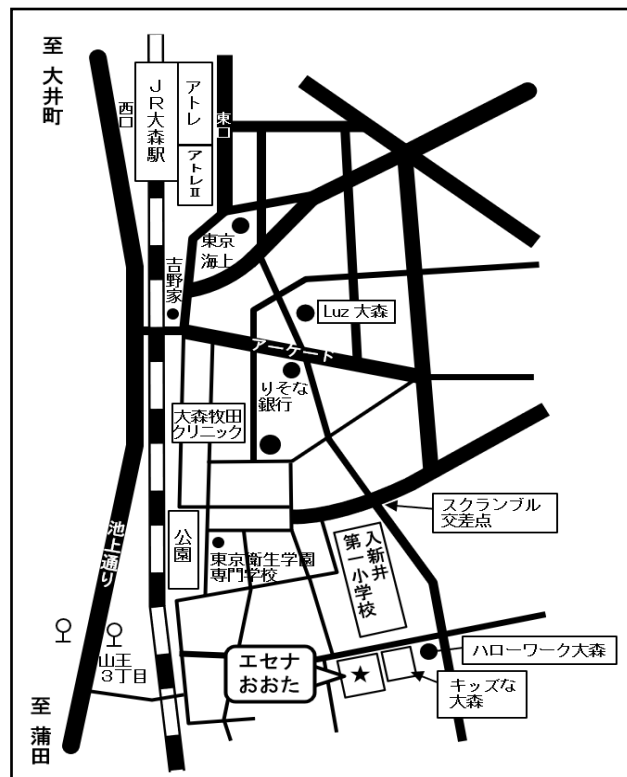 至 大井町
西口
JR大森駅
アトレ
アトレⅡ
東口
東京
海上
吉野家
Luz 大森
アーケード
りそな
銀行
大森牧田
クリニック
スクランブル
交差点
池上通り
公園
東京衛生学園
専門学校
入新井
第一小学校
山王
3丁目
エセナ
おおた
★
ハローワーク大森
キッズな
大森
至 蒲田